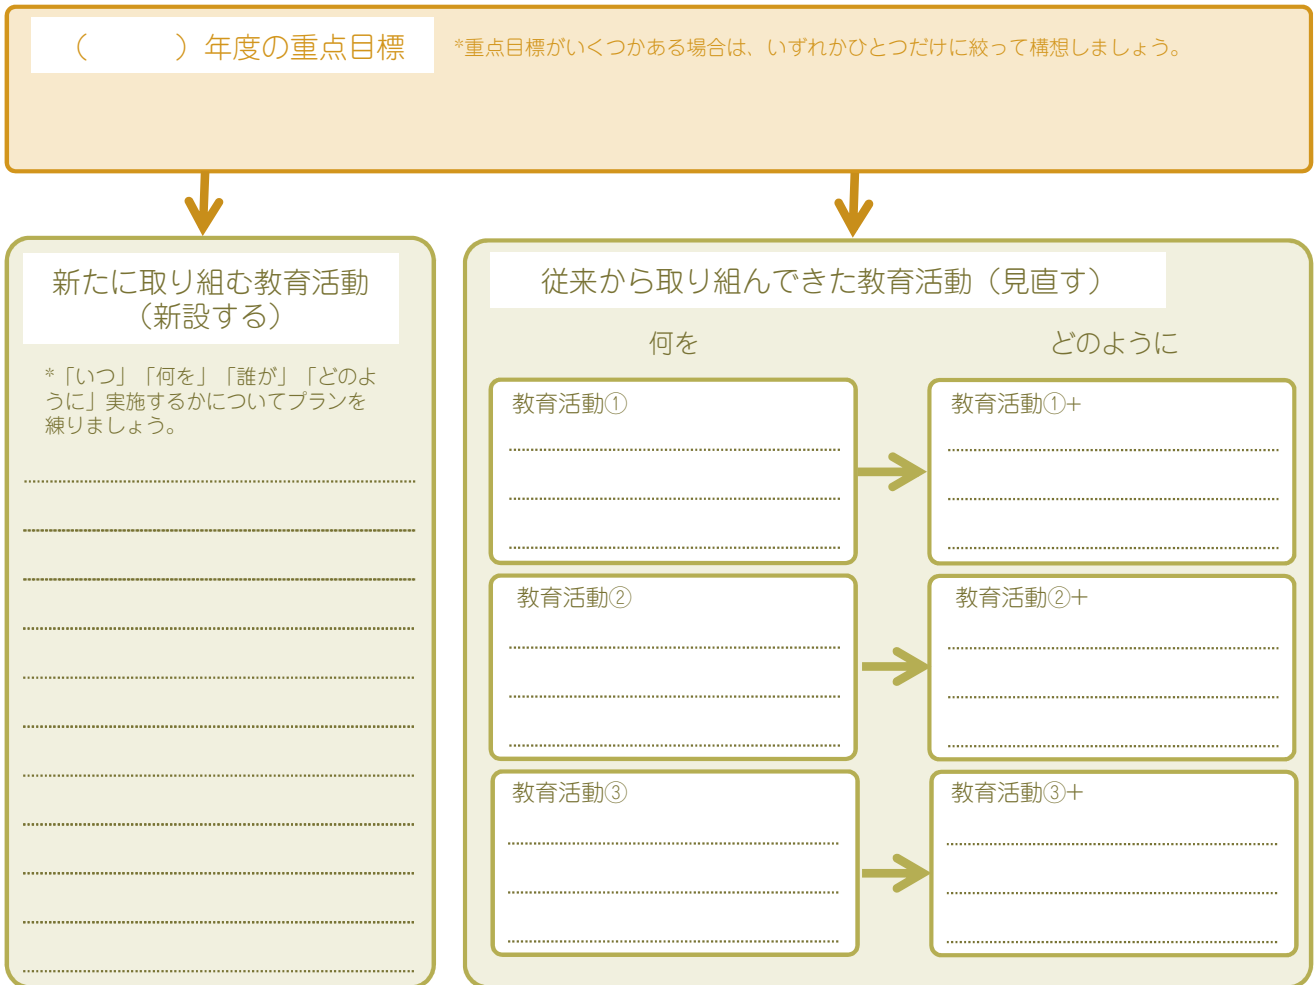 （　　　）年度の重点目標
*重点目標がいくつかある場合は、いずれかひとつだけに絞って構想しましょう。
新たに取り組む教育活動
（新設する）
*「いつ」「何を」「誰が」「どのよ
うに」実施するかについてプランを
練りましょう。
従来から取り組んできた教育活動（見直す）
何を
どのように
教育活動①
教育活動①+
教育活動②
教育活動②+
教育活動③
教育活動③+